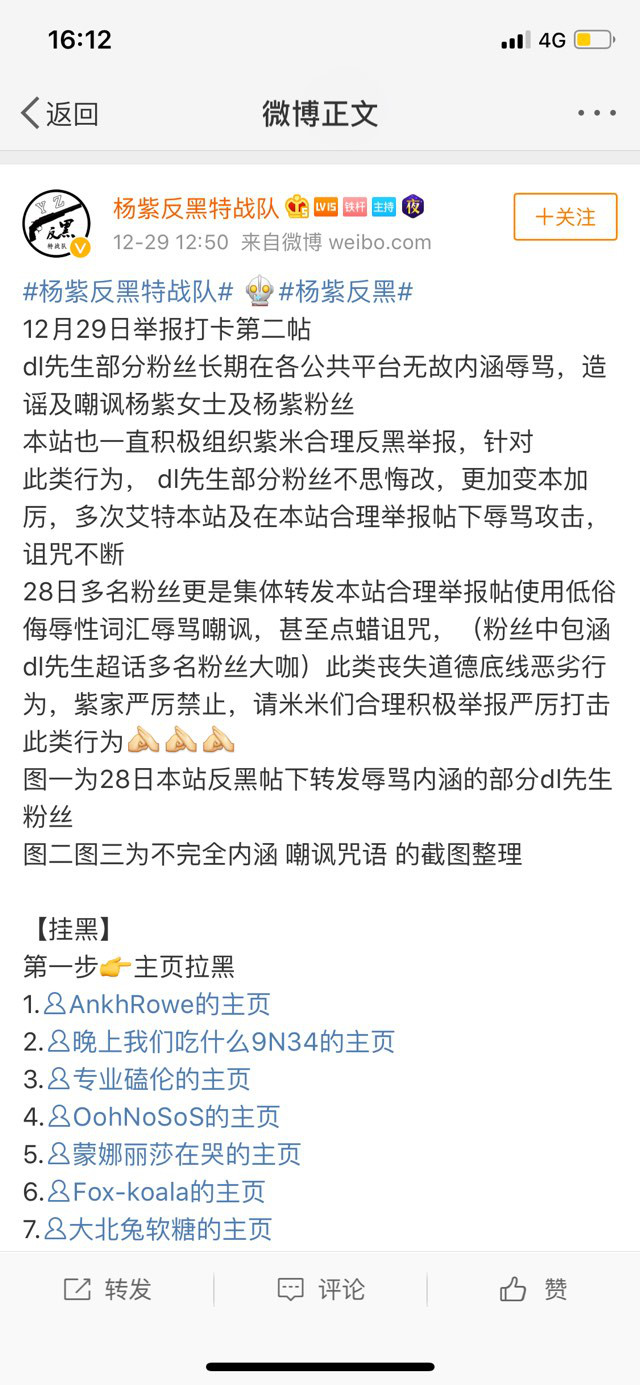 16:12
4G
返回
微博正文
YZ
反黑
特战队
杨紫反黑特战队 LV15 铁杆 主持 夜
12-29 12:50 来自微博 weibo.com
＋关注
#杨紫反黑特战队# #杨紫反黑#
12月29日举报打卡第二帖
dl先生部分粉丝长期在各公共平台无故内涵辱骂，造
谣及嘲讽杨紫女士及杨紫粉丝
本站也一直积极组织紫米合理反黑举报，针对
此类行为， dl先生部分粉丝不思悔改，更加变本加
厉，多次艾特本站及在本站合理举报帖下辱骂攻击，
诅咒不断
28日多名粉丝更是集体转发本站合理举报帖使用低俗
侮辱性词汇辱骂嘲讽，甚至点蜡诅咒，（粉丝中包涵
dl先生超话多名粉丝大咖）此类丧失道德底线恶劣行
为，紫家严厉禁止，请米米们合理积极举报严厉打击
此类行为
图一为28日本站反黑帖下转发辱骂内涵的部分dl先生
粉丝
图二图三为不完全内涵 嘲讽咒语 的截图整理
【挂黑】
第一步👉主页拉黑
1.AnkhRowe的主页
2.晚上我们吃什么9N34的主页
3.专业磕伦的主页
4.OohNoSoS的主页
5.蒙娜丽莎在哭的主页
6.Fox-koala的主页
7.大北兔软糖的主页
转发
评论
赞